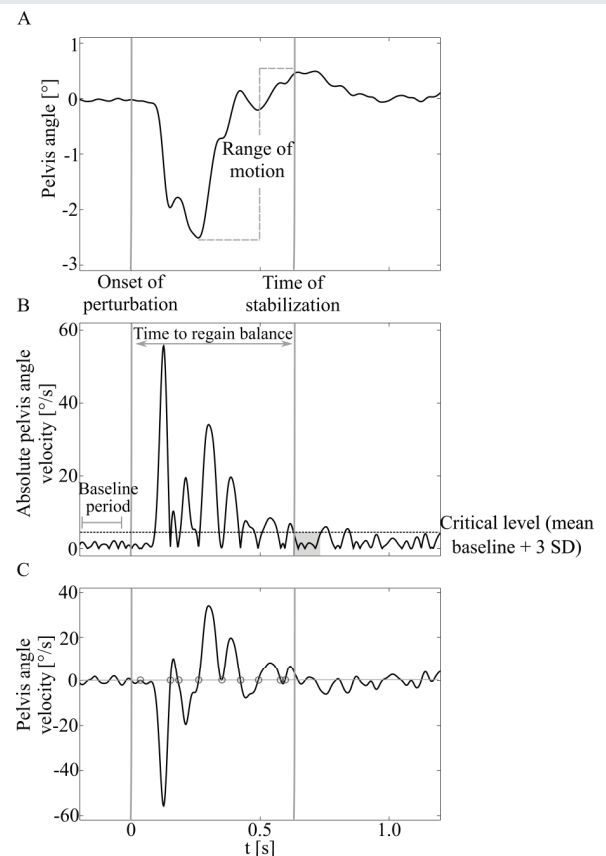 A
1
0
-1
-2
-3
Pelvis angle [°]
Range of
motion
Onset of
perturbation
Time of
stabilization
B
60
40
20
0
Absolute pelvis angle
velocity [°/s]
Time to regain balance
Baseline
period
Critical level (mean
baseline + 3 SD)
C
40
20
0
-20
-40
-60
Pelvis angle
velocity [°/s]
0
0.5
1.0
t [s]